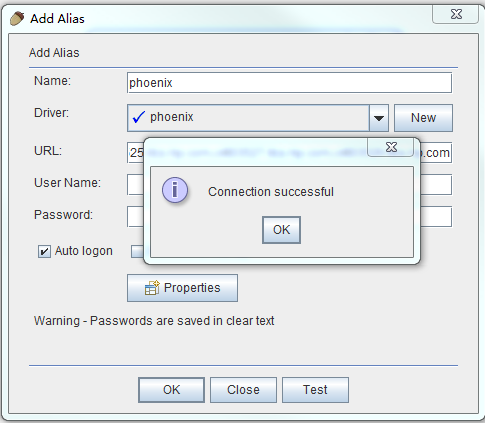 Add Alias
Add Alias
Name: phoenix
Driver: phoenix New
URL: 25 .com
User Name:
Connection successful
Password:
OK
Auto logon
Properties
Warning - Passwords are saved in clear text
OK Close Test